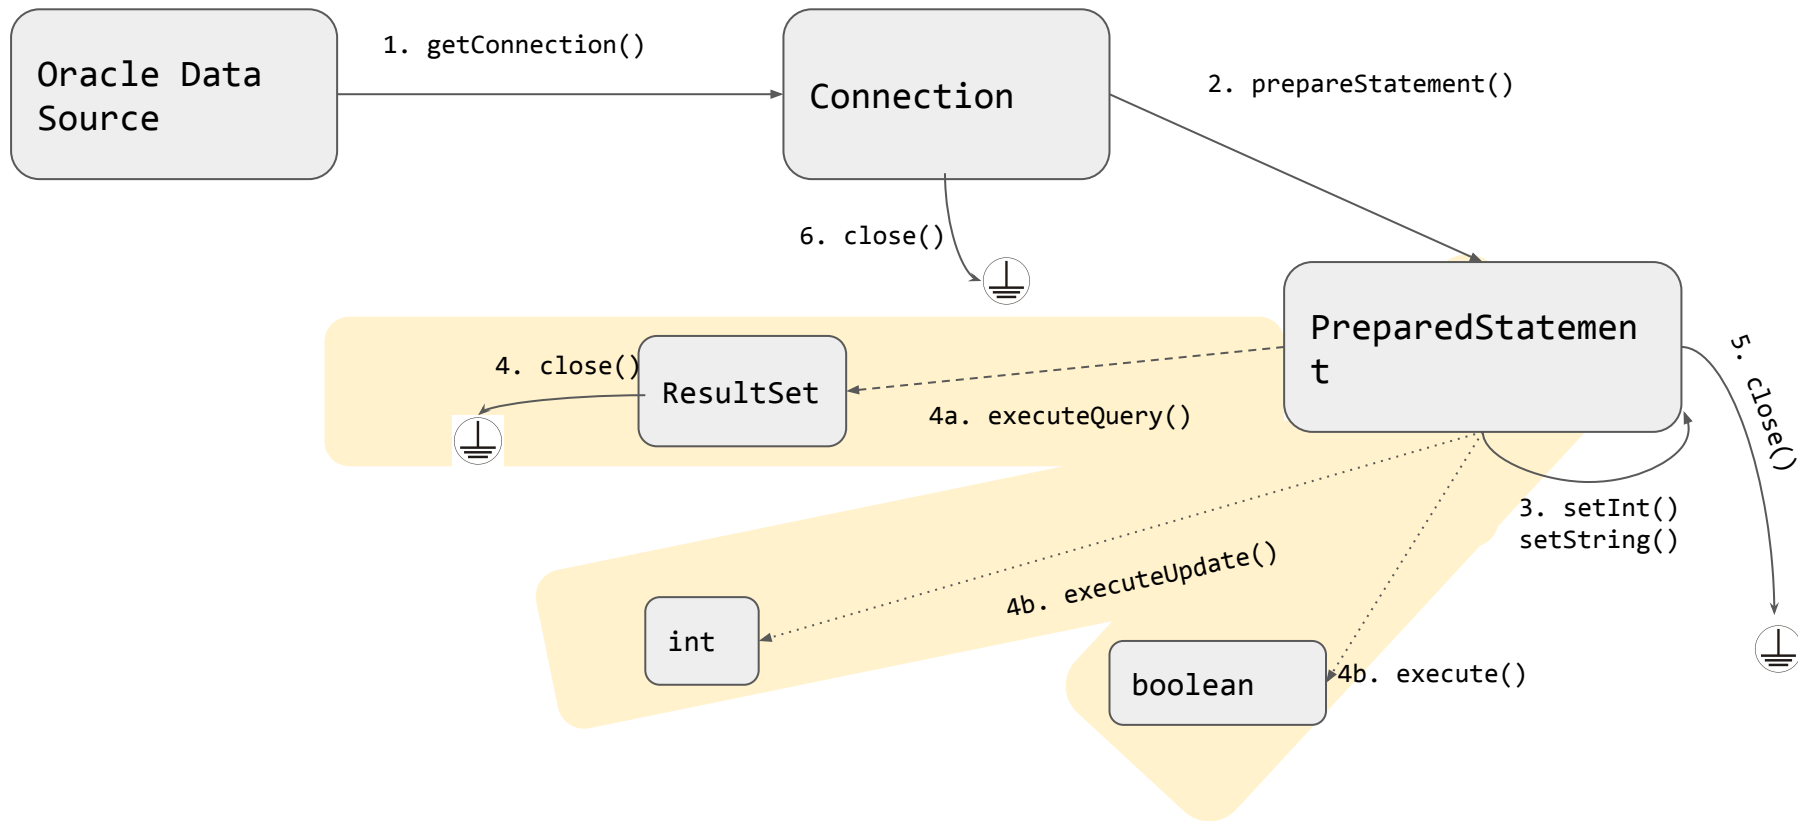 Oracle Data
Source
1. getConnection()
Connection
2. prepareStatement()
6. close()
PreparedStatemen
t
5. close()
4. close()
ResultSet
4a. executeQuery()
3. setInt()
setString()
4b. executeUpdate()
int
boolean
4b. execute()